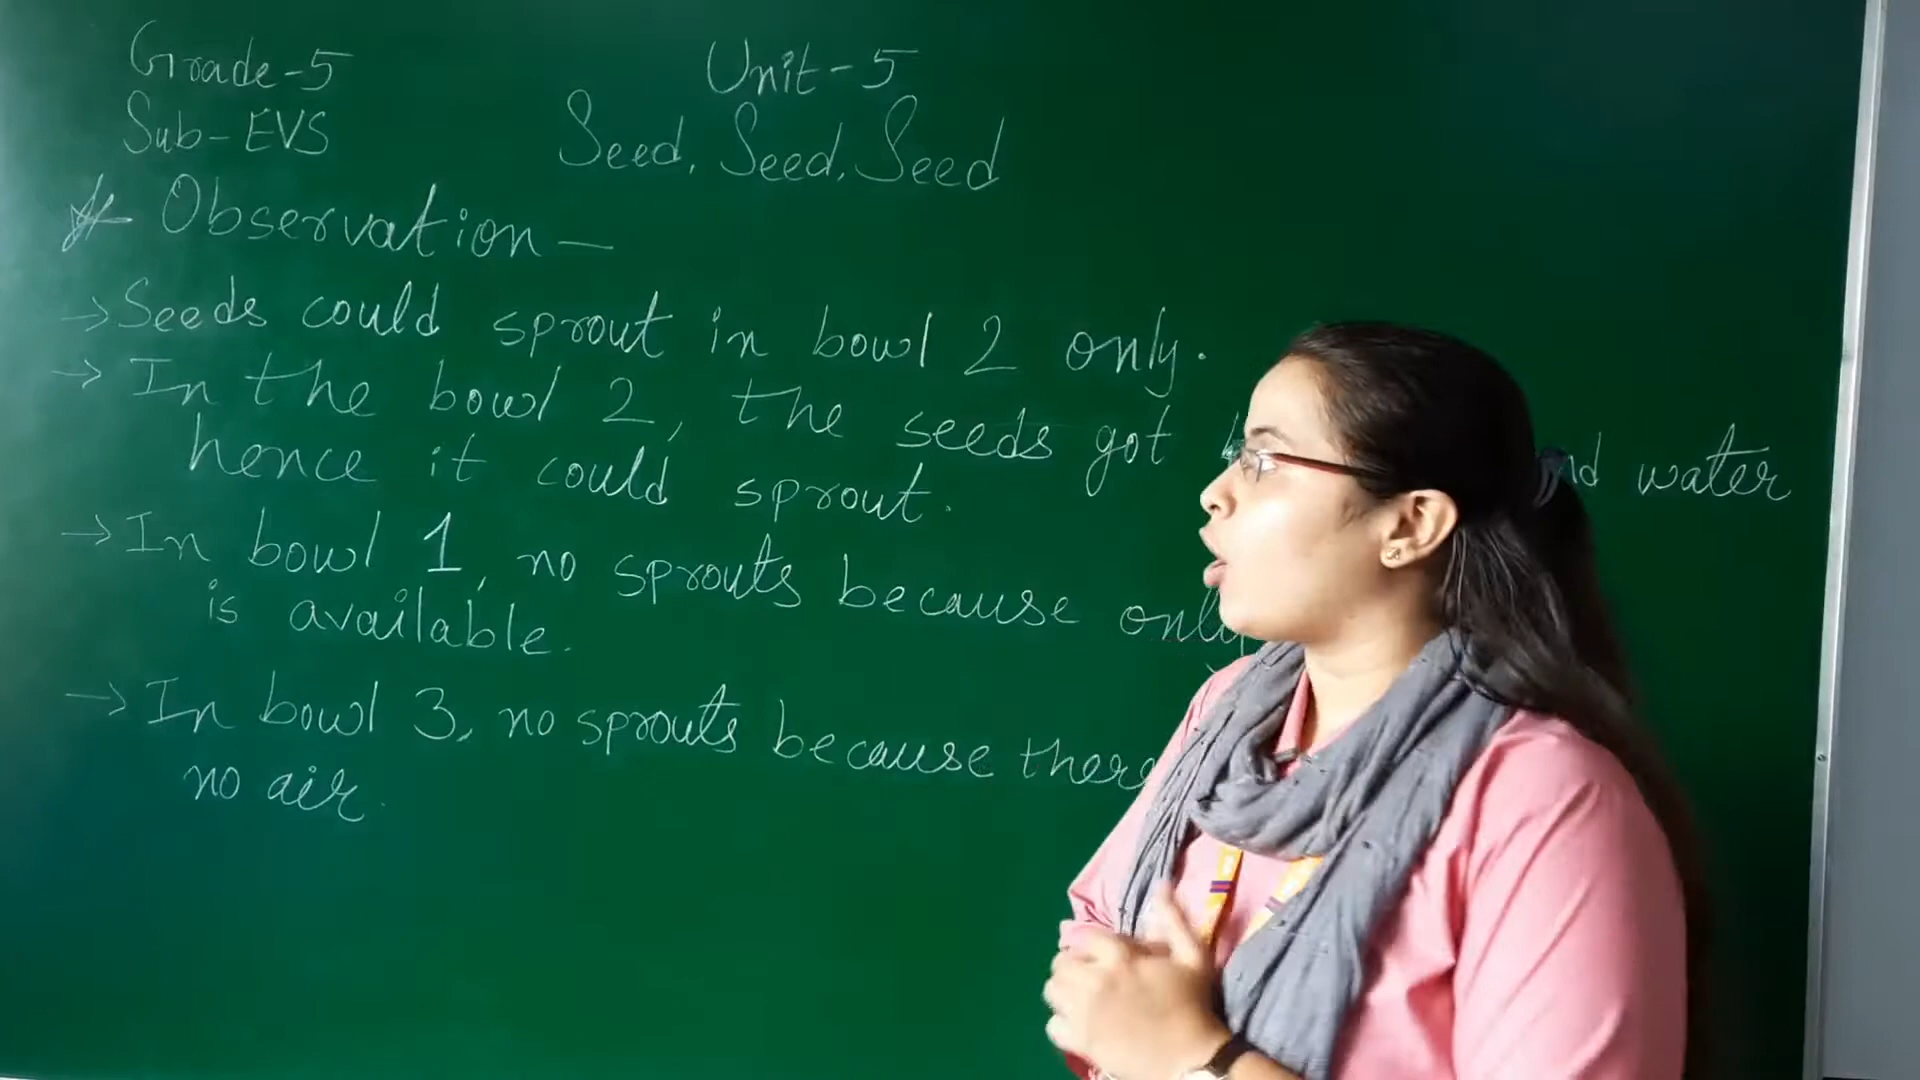 Grade-5
Unit-5
Sub-EVS
Seed, Seed, Seed
Observation —
→ Seeds could sprout in bowl 2 only.
→ In the bowl 2, the seeds got water
hence it could sprout.
→ In bowl 1, no sprouts because only
is available.
→ In bowl 3, no sprouts because there
no air.